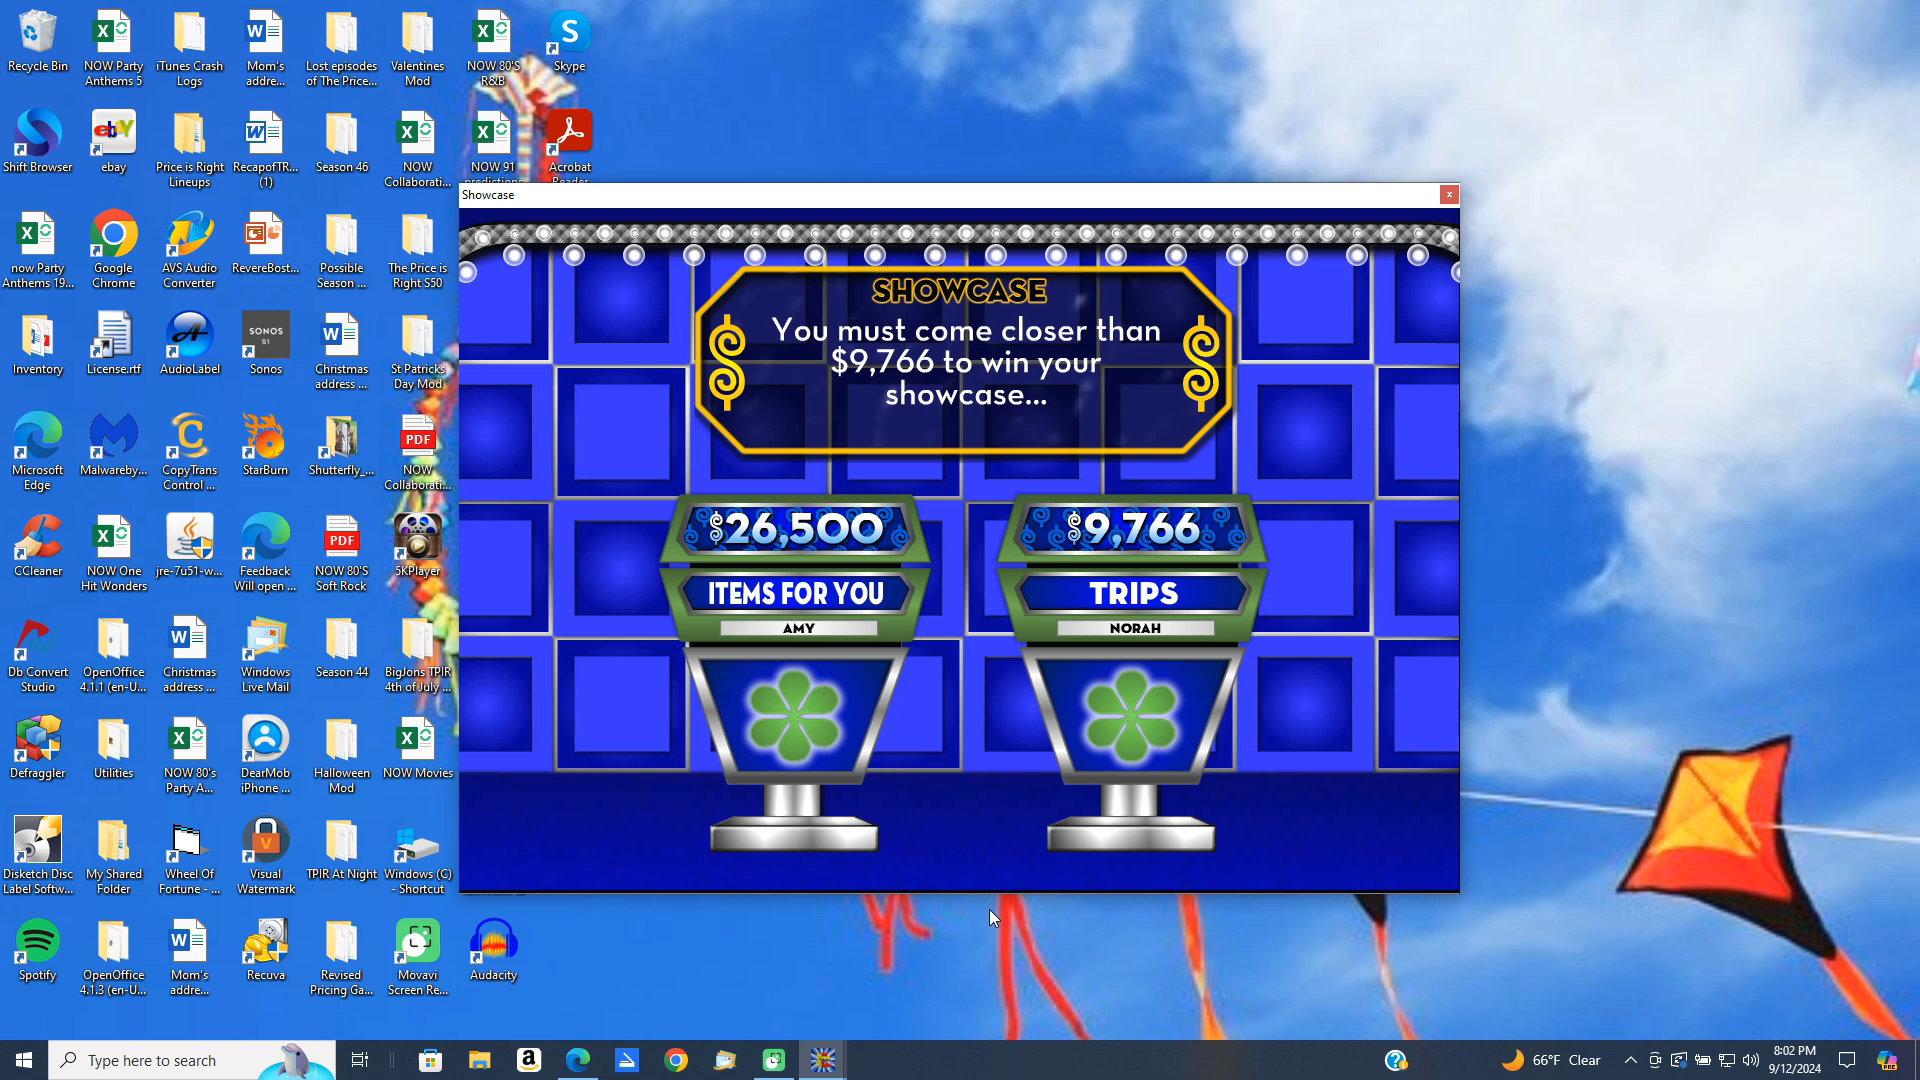 Recycle Bin
NOW Party
Anthems 5
iTunes Crash
Logs
Mom's
addre...
Lost episodes
of The Price...
Valentines
Mod
NOW 80'S
R&B
Skype
Shift Browser
ebay
ebay
Price is Right
Lineups
RecapofTR...
(1)
Season 46
NOW
Collaborati...
NOW 91
predictions
Acrobat
Reader
now Party
Anthems 19...
Google
Chrome
AVS Audio
Converter
RevereBost...
Possible
Season ...
The Price is
Right S50
Inventory
License.rtf
AudioLabel
SONOS
S1
Sonos
Christmas
address ...
St Patricks
Day Mod
Microsoft
Edge
Malwareby...
CopyTrans
Control ...
StarBurn
Shutterfly_...
PDF
NOW
Collaborati...
CCleaner
NOW One
Hit Wonders
jre-7u51-w...
Feedback
Will open ...
PDF
NOW 80'S
Soft Rock
5KPlayer
Db Convert
Studio
OpenOffice
4.1.1 (en-U...
Christmas
address ...
Windows
Live Mail
Season 44
BigJons TPIR
4th of July ...
Defraggler
Utilities
NOW 80's
Party A...
DearMob
iPhone ...
Halloween
Mod
NOW Movies
Disketch Disc
Label Softw...
My Shared
Folder
Wheel Of
Fortune - ...
Visual
Watermark
TPIR At Night
Windows (C)
- Shortcut
Spotify
OpenOffice
4.1.3 (en-U...
Mom's
addre...
Recuva
Revised
Pricing Ga...
Movavi
Screen Re...
Audacity
Showcase
SHOWCASE
You must come closer than
$9,766 to win your
showcase...
$26,500
ITEMS FOR YOU
AMY
$9,766
TRIPS
NORAH
Type here to search
66°F Clear
8:02 PM
9/12/2024